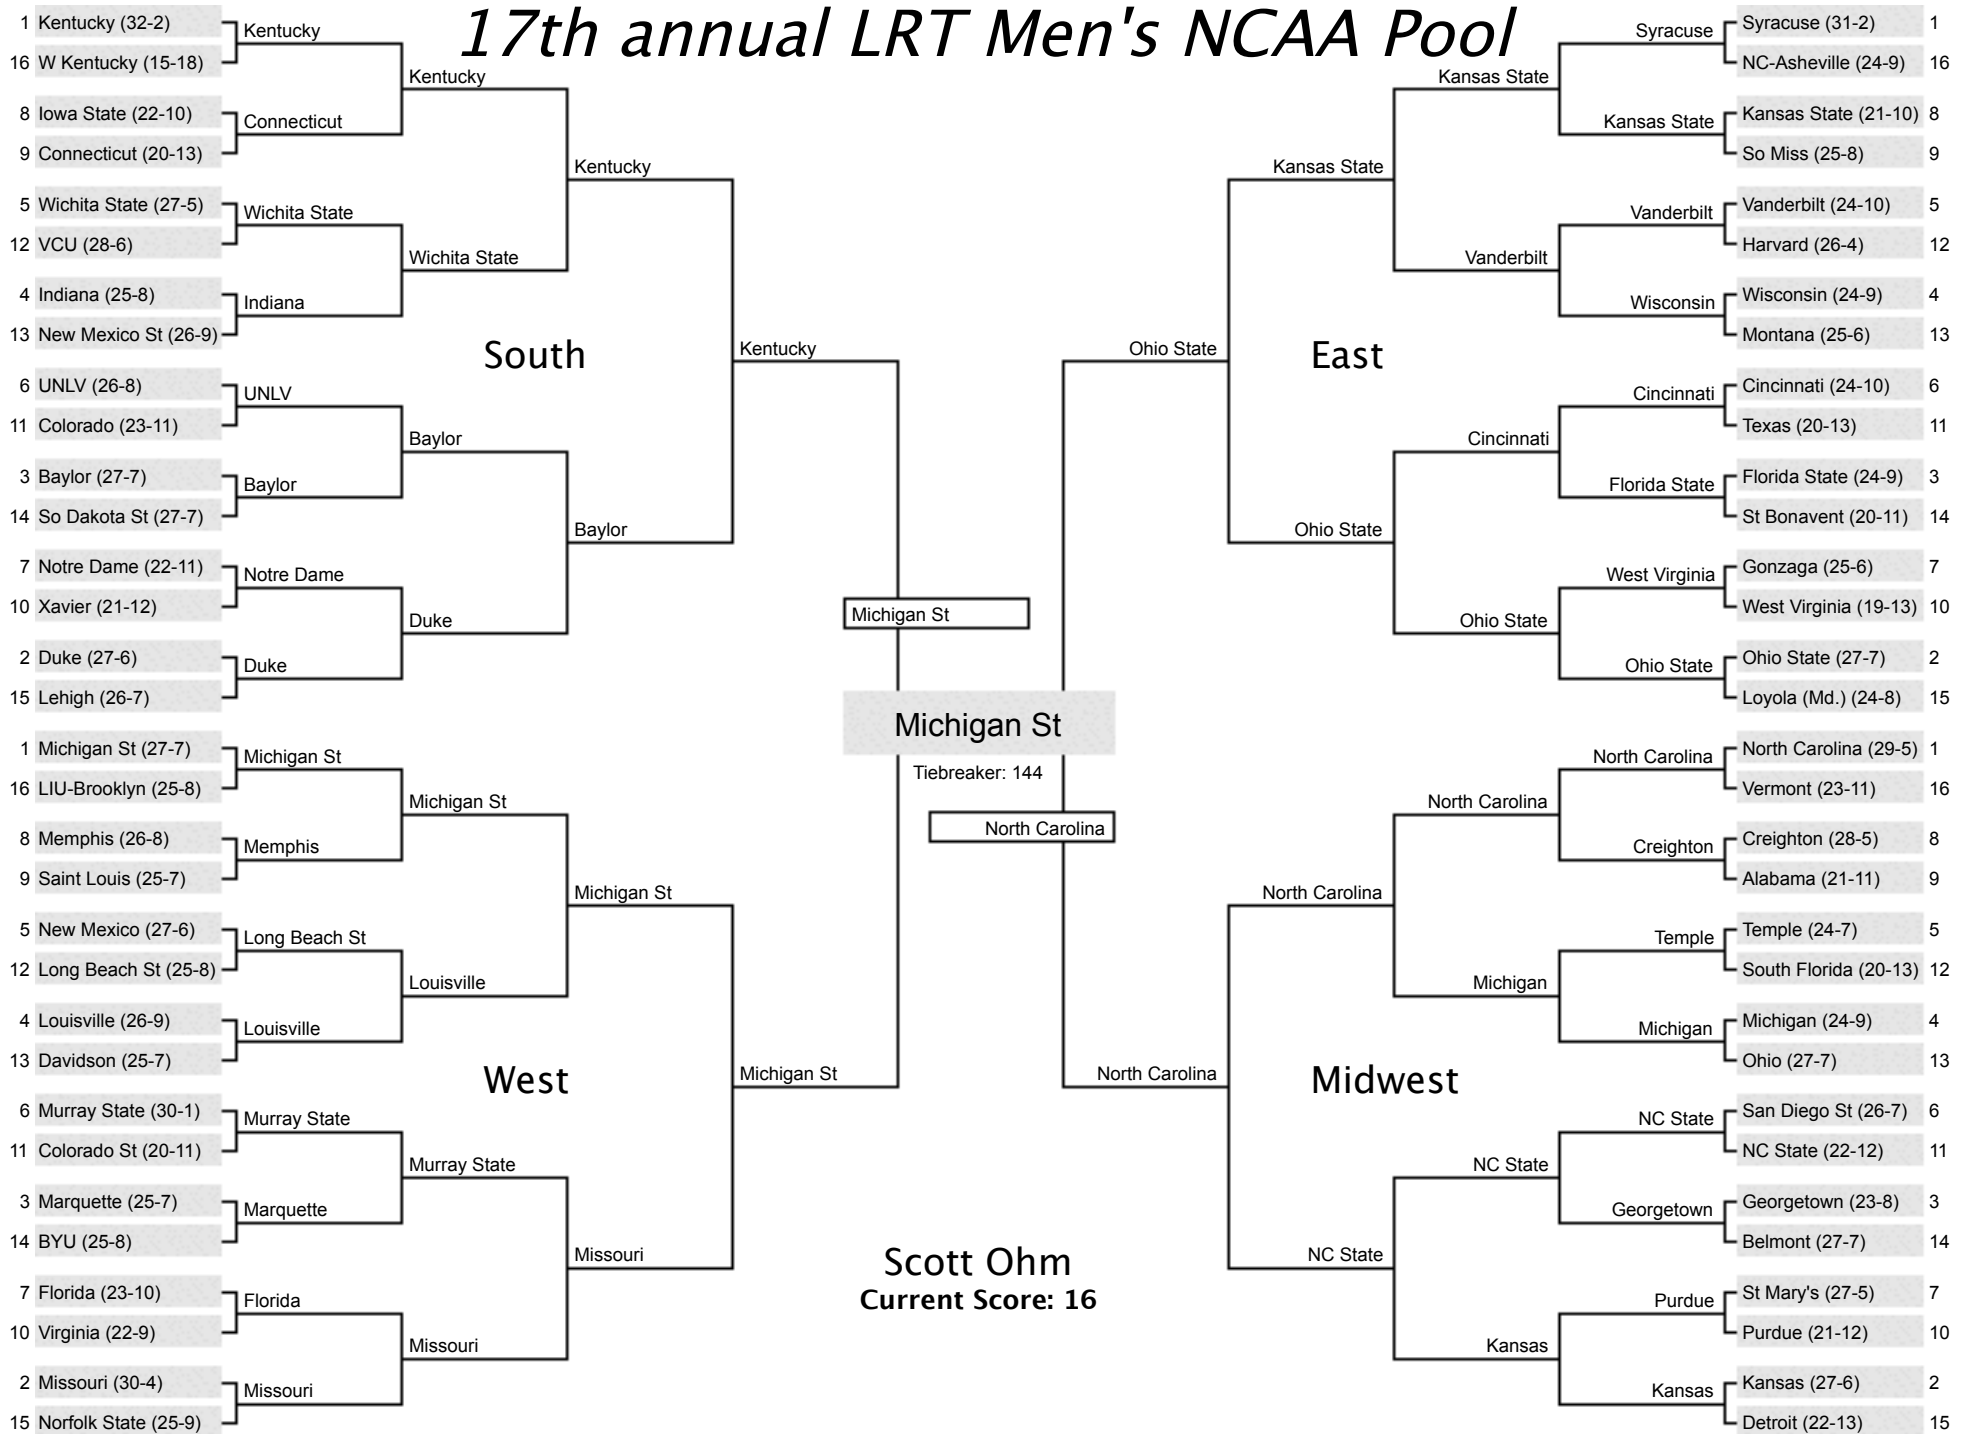 17th annual LRT Men's NCAA Pool
1 Kentucky (32-2)
16 W Kentucky (15-18)
8 Iowa State (22-10)
9 Connecticut (20-13)
5 Wichita State (27-5)
12 VCU (28-6)
4 Indiana (25-8)
13 New Mexico St (26-9)
6 UNLV (26-8)
11 Colorado (23-11)
3 Baylor (27-7)
14 So Dakota St (27-7)
7 Notre Dame (22-11)
10 Xavier (21-12)
2 Duke (27-6)
15 Lehigh (26-7)
Kentucky
Connecticut
Wichita State
Indiana
UNLV
Baylor
Notre Dame
Duke
Kentucky
Wichita State
Baylor
Duke
Kentucky
Baylor
Kentucky
South
1 Michigan St (27-7)
16 LIU-Brooklyn (25-8)
8 Memphis (26-8)
9 Saint Louis (25-7)
5 New Mexico (27-6)
12 Long Beach St (25-8)
4 Louisville (26-9)
13 Davidson (25-7)
6 Murray State (30-1)
11 Colorado St (20-11)
3 Marquette (25-7)
14 BYU (25-8)
7 Florida (23-10)
10 Virginia (22-9)
2 Missouri (30-4)
15 Norfolk State (25-9)
Michigan St
Memphis
Long Beach St
Louisville
Murray State
Marquette
Florida
Missouri
Michigan St
Louisville
Murray State
Missouri
Michigan St
Missouri
Michigan St
West
Michigan St
Michigan St
Tiebreaker: 144
North Carolina
Scott Ohm
Current Score: 16
Syracuse (31-2) 1
NC-Asheville (24-9) 16
Kansas State (21-10) 8
So Miss (25-8) 9
Vanderbilt (24-10) 5
Harvard (26-4) 12
Wisconsin (24-9) 4
Montana (25-6) 13
Cincinnati (24-10) 6
Texas (20-13) 11
Florida State (24-9) 3
St Bonavent (20-11) 14
Gonzaga (25-6) 7
West Virginia (19-13) 10
Ohio State (27-7) 2
Loyola (Md.) (24-8) 15
Syracuse
Kansas State
Vanderbilt
Wisconsin
Cincinnati
Florida State
West Virginia
Ohio State
Kansas State
Vanderbilt
Cincinnati
Ohio State
Kansas State
Ohio State
Ohio State
East
North Carolina (29-5) 1
Vermont (23-11) 16
Creighton (28-5) 8
Alabama (21-11) 9
Temple (24-7) 5
South Florida (20-13) 12
Michigan (24-9) 4
Ohio (27-7) 13
San Diego St (26-7) 6
NC State (22-12) 11
Georgetown (23-8) 3
Belmont (27-7) 14
St Mary's (27-5) 7
Purdue (21-12) 10
Kansas (27-6) 2
Detroit (22-13) 15
North Carolina
Creighton
Temple
Michigan
NC State
Georgetown
Purdue
Kansas
North Carolina
Michigan
NC State
Kansas
North Carolina
NC State
North Carolina
Midwest